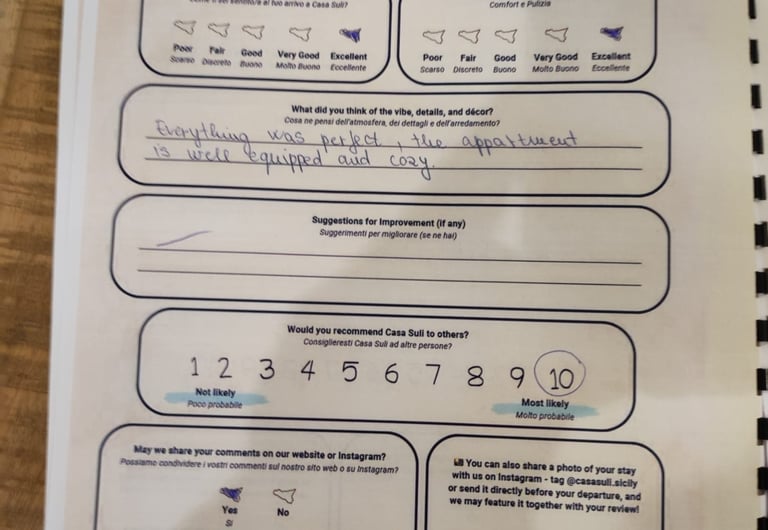 al tuo arrivo a Casa Suli?
Comfort e Pulizia
Poor Fair Good Very Good Excellent
Scarso Discreto Buono Molto Buono Eccellente
Poor Fair Good Very Good Excellent
Scarso Discreto Buono Molto Buono Eccellente
What did you think of the vibe, details, and décor?
Cosa ne pensi dell'atmosfera, dei dettagli e dell'arredamento?
Everything was perfect, the appartment
is well equipped and cozy.
Suggestions for Improvement (if any)
Suggerimenti per migliorare (se ne hai)
Would you recommend Casa Suli to others?
Consiglieresti Casa Suli ad altre persone?
1 2 3 4 5 6 7 8 9 10
Not likely Most likely
Poco probabile Molto probabile
May we share your comments on our website or Instagram?
Possiamo condividere i vostri commenti sul nostro sito web o su Instagram?
Yes No
Sì
You can also share a photo of your stay
with us on Instagram - tag @casasuli.sicily
or send it directly before your departure, and
we may feature it together with your review!